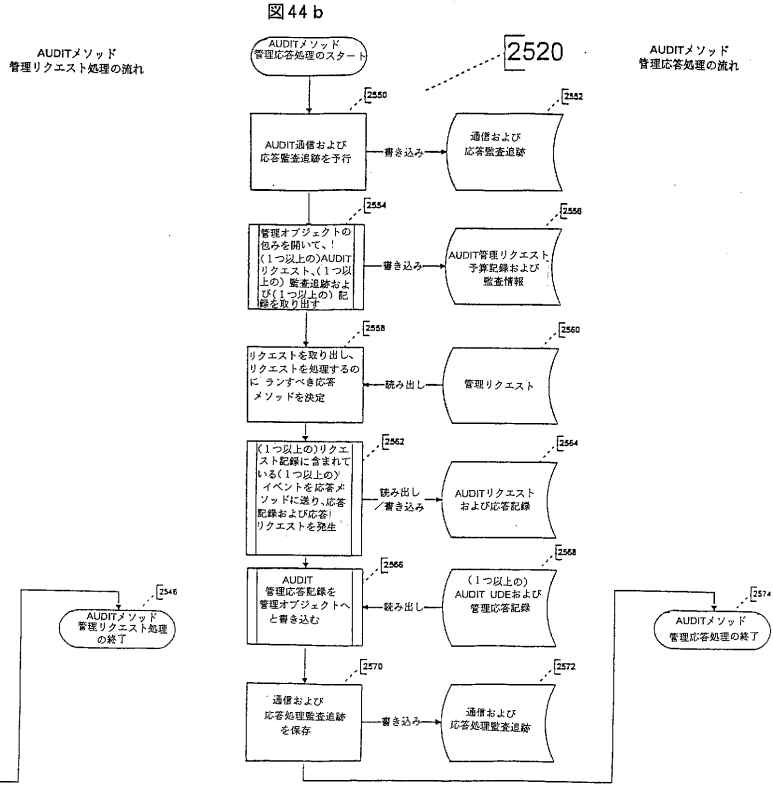 図44b
AUDITメソッド
管理リクエスト処理の流れ
AUDITメソッド
管理応答処理のスタート
2520
AUDITメソッド
管理応答処理の流れ
2550
AUDIT通信および
応答監査追跡を予行
書き込み
2552
通信および
応答監査追跡
2554
管理オブジェクトの
包みを開いて、
(1つ以上の)AUDIT
リクエスト、(1つ以
上の) 監査追跡およ
び(1つ以上の) 記
録を取り出す
書き込み
2556
AUDIT管理リクエスト
予算記録および
監査情報
2558
リクエストを取り出し、
リクエストを処理するの
に ランすべき応答
メソッドを決定
読み出し
2560
管理リクエスト
2562
(1つ以上の)リク
エスト記録に含まれて
いる(1つ以上の)
イベントを応答メ
ソッドに送り、応答
記録および応答
リクエストを発生
読み出し
/書き込み
2564
AUDITリクエスト
および応答記録
2566
AUDIT
管理応答記録を
管理オブジェクトへ
と書き込む
読み出し
2568
(1つ以上の)
AUDIT UDEおよび
管理応答記録
2546
AUDITメソッド
管理リクエスト処理
の終了
2574
AUDITメソッド
管理応答処理の終了
2570
通信および
応答処理監査追跡
を保存
書き込み
2572
通信および
応答処理監査追跡